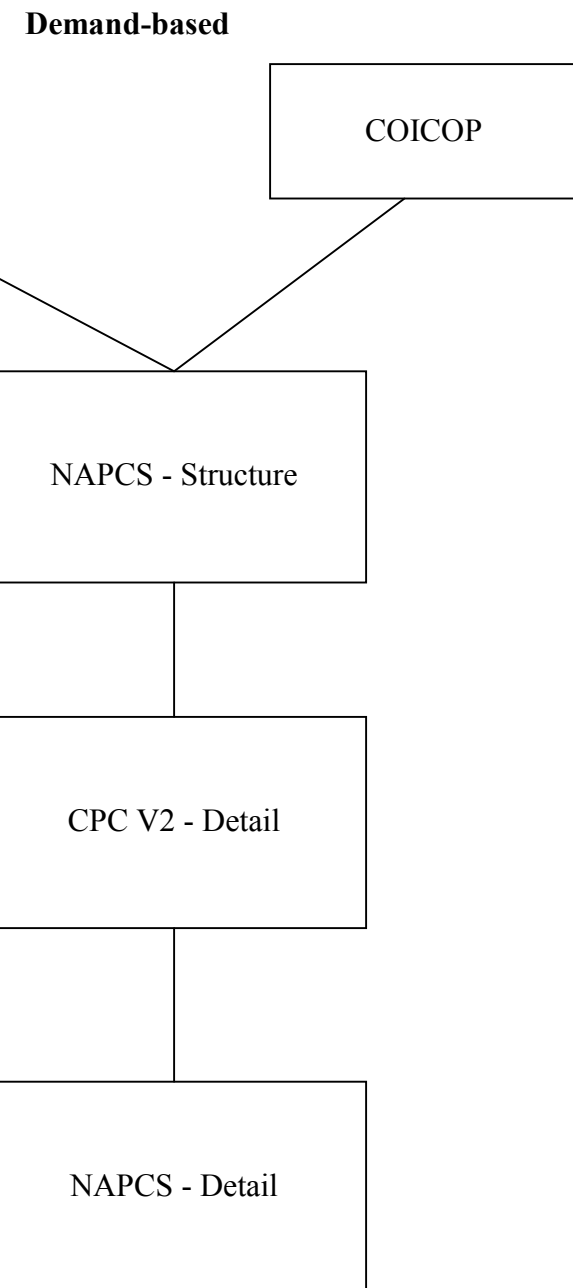 Demand-based
COICOP
NAPCS - Structure
CPC V2 - Detail
NAPCS - Detail